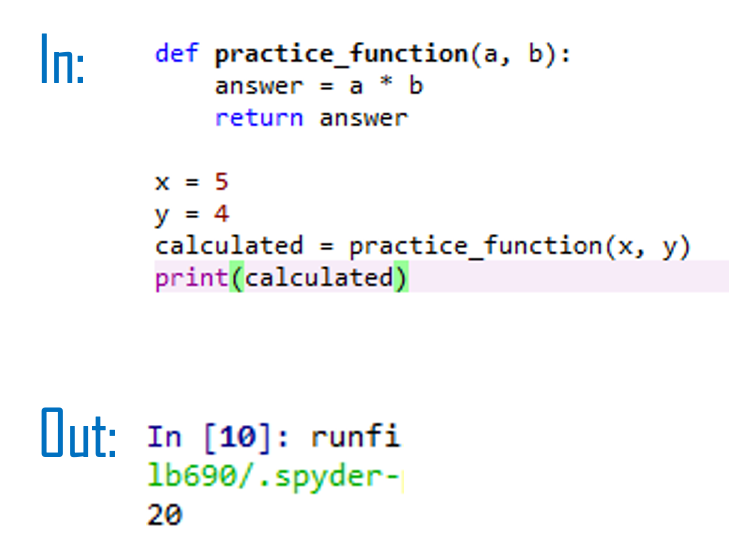 In:
def practice_function(a, b):
    answer = a * b
    return answer
x = 5
y = 4
calculated = practice_function(x, y)
print(calculated)
Out:
In [10]: runfi
lb690/.spyder-
20